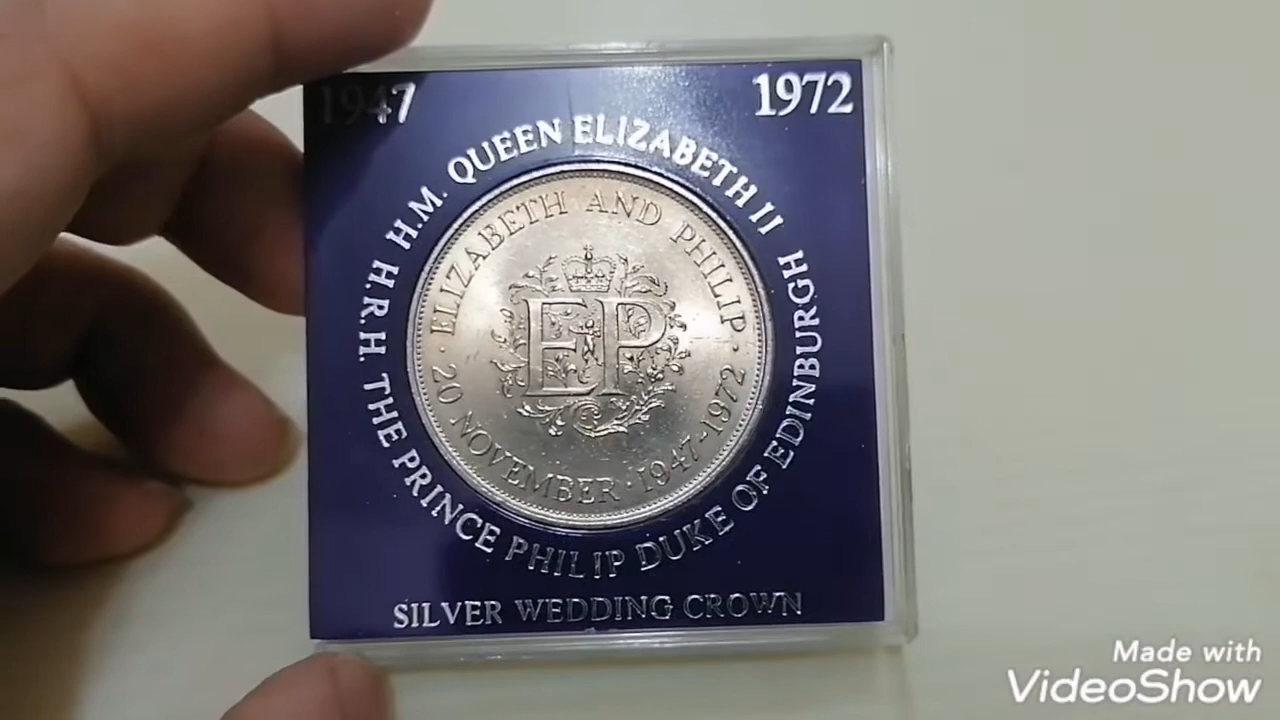 1947
1972
H.M. QUEEN ELIZABETH II
H.R.H. THE PRINCE PHILIP DUKE OF EDINBURGH
ELIZABETH AND PHILIP
EP
· 20 NOVEMBER · 1947-1972 ·
SILVER WEDDING CROWN
Made with
VideoShow